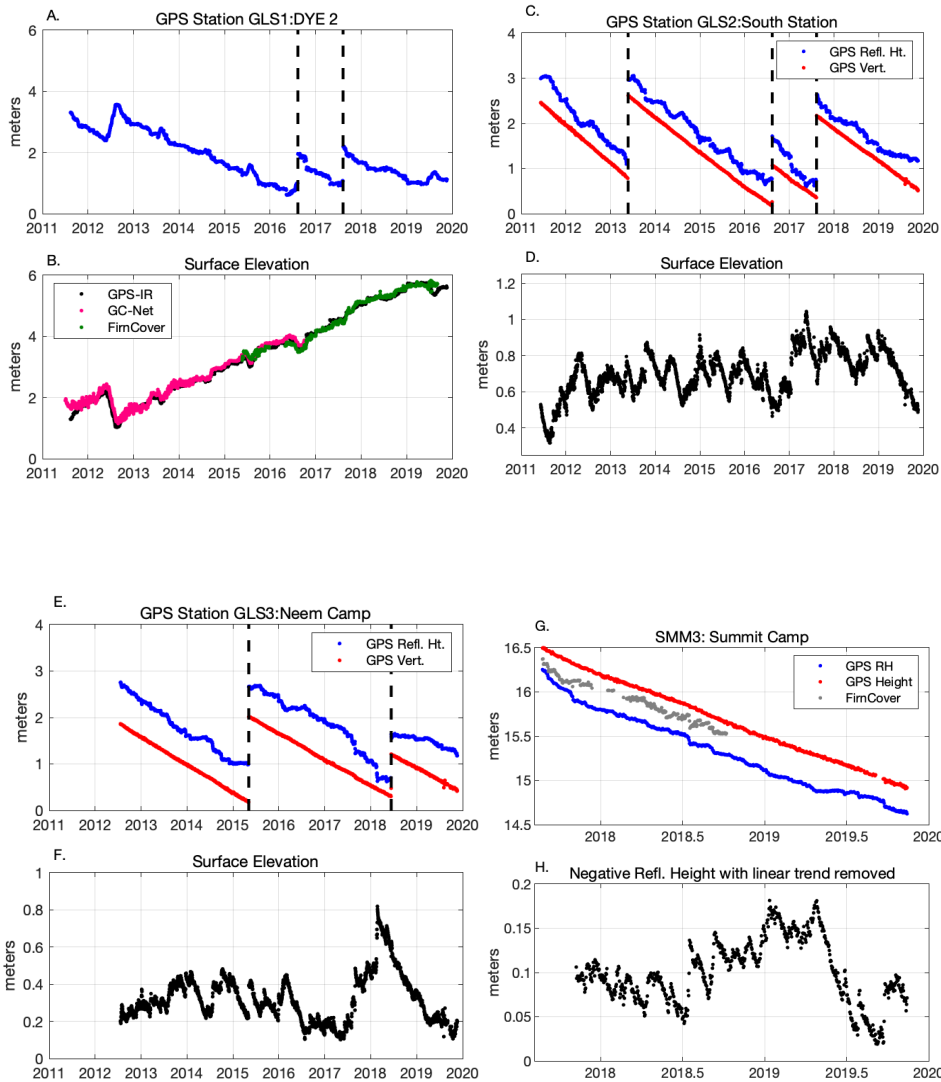 A.
GPS Station GLS1:DYE 2
6
4
2
0
meters
2011 2012 2013 2014 2015 2016 2017 2018 2019 2020
B.
Surface Elevation
6
4
2
0
meters
GPS-IR
GC-Net
FirnCover
2011 2012 2013 2014 2015 2016 2017 2018 2019 2020
C.
GPS Station GLS2:South Station
4
3
2
1
0
meters
GPS Refl. Ht.
GPS Vert.
2011 2012 2013 2014 2015 2016 2017 2018 2019 2020
D.
Surface Elevation
1.2
1
0.8
0.6
0.4
meters
2011 2012 2013 2014 2015 2016 2017 2018 2019 2020
E.
GPS Station GLS3:Neem Camp
4
3
2
1
0
meters
GPS Refl. Ht.
GPS Vert.
2011 2012 2013 2014 2015 2016 2017 2018 2019 2020
F.
Surface Elevation
1
0.8
0.6
0.4
0.2
0
meters
2011 2012 2013 2014 2015 2016 2017 2018 2019 2020
G.
SMM3: Summit Camp
16.5
16
15.5
15
14.5
meters
GPS RH
GPS Height
FirnCover
2018 2018.5 2019 2019.5 2020
H.
Negative Refl. Height with linear trend removed
0.2
0.15
0.1
0.05
0
meters
2018 2018.5 2019 2019.5 2020